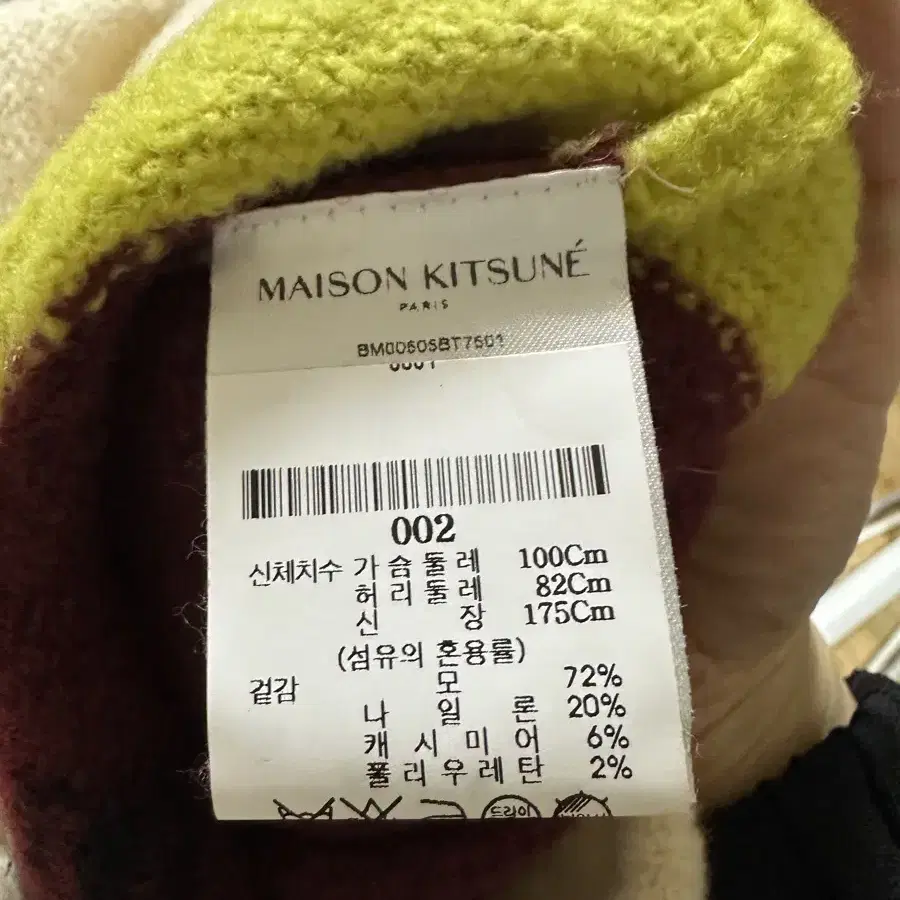 MAISON KITSUNÉ
PARIS
BM00605BT7501
002
신체치수 가슴둘레 100Cm
허리둘레 82Cm
신 장 175Cm
(섬유의 혼용률)
겉감 모 72%
나 일 론 20%
캐 시 미 어 6%
폴리우레탄 2%
드라이